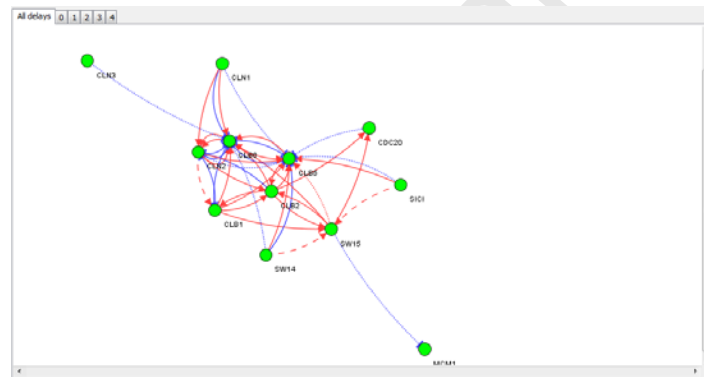 All delays 0 1 2 3 4
CLN3
CLN1
CDC20
CLN2
CLB6
CLB5
SICI
CLB2
CLB1
SW15
SW14
MCM1